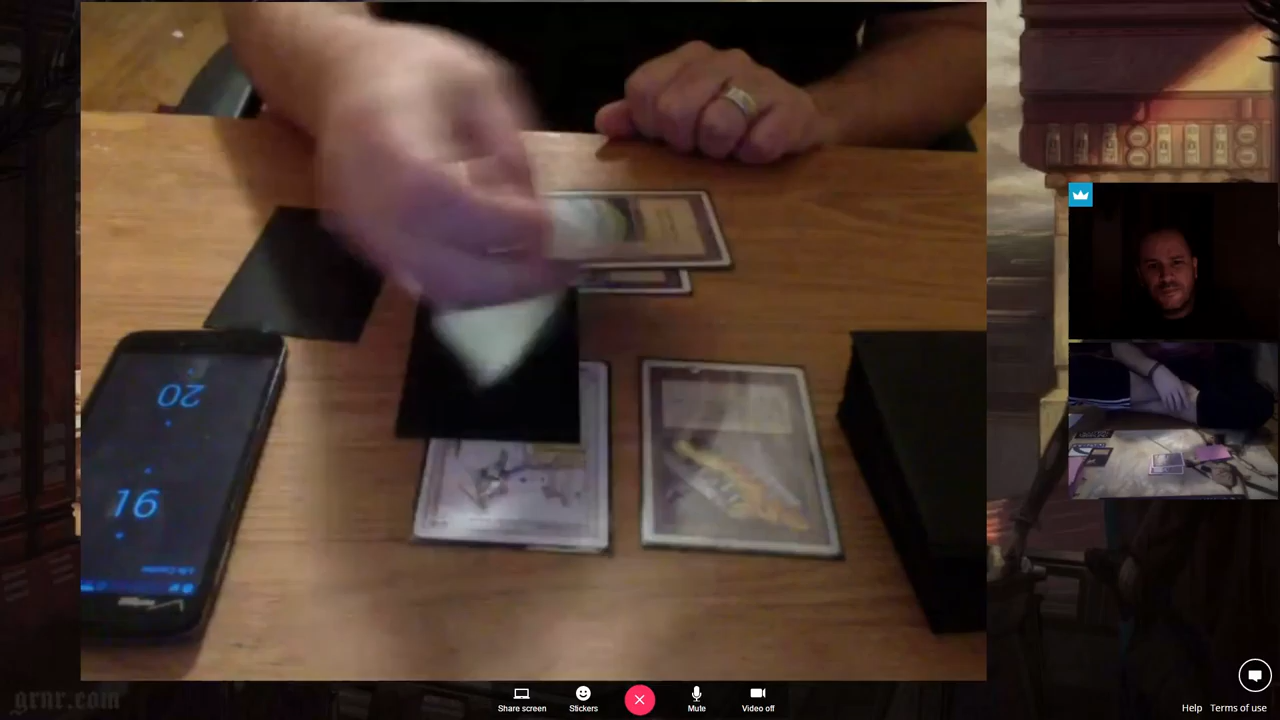 20
16
grnr.com
Share screen
Stickers
Mute
Video off
Help
Terms of use